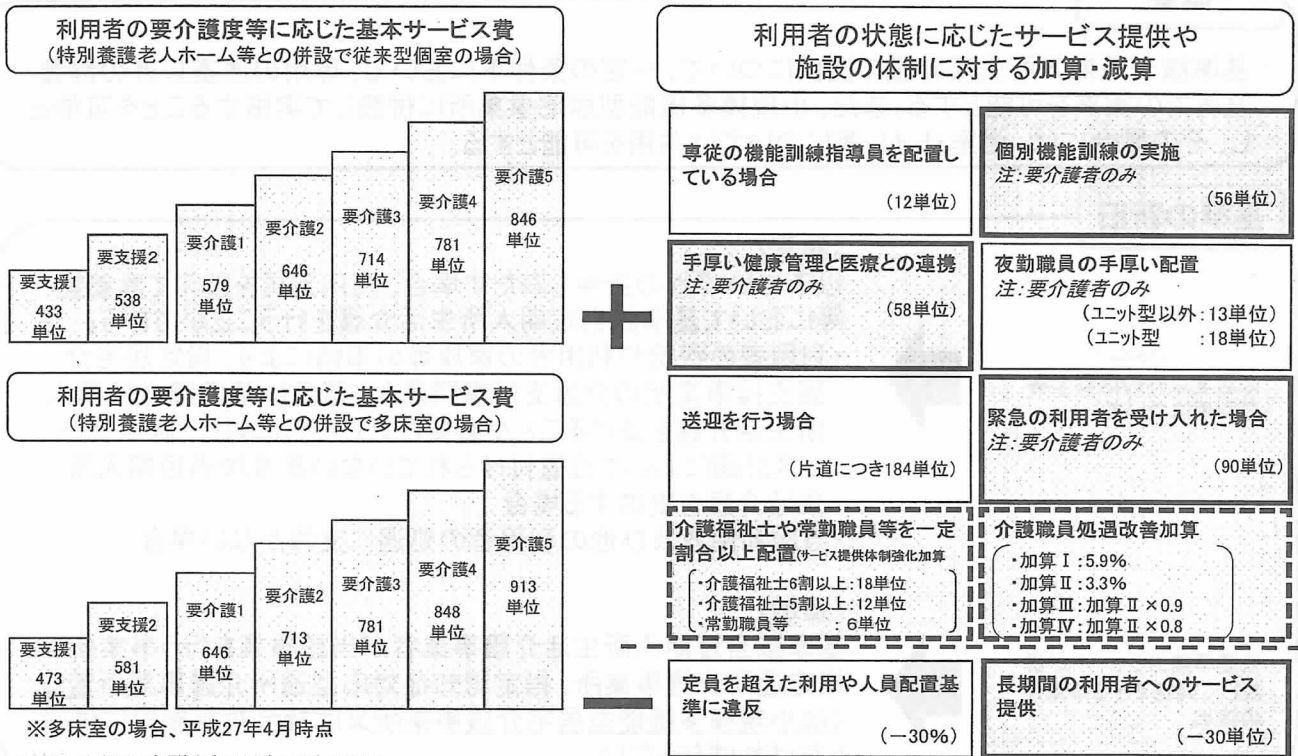 利用者の要介護度等に応じた基本サービス費
（特別養護老人ホーム等との併設で従来型個室の場合）
要支援1
433
単位
要支援2
538
単位
要介護1
579
単位
要介護2
646
単位
要介護3
714
単位
要介護4
781
単位
要介護5
846
単位
利用者の要介護度等に応じた基本サービス費
（特別養護老人ホーム等との併設で多床室の場合）
要支援1
473
単位
要支援2
581
単位
要介護1
646
単位
要介護2
713
単位
要介護3
781
単位
要介護4
848
単位
要介護5
913
単位
※多床室の場合、平成27年4月時点
＋
利用者の状態に応じたサービス提供や
施設の体制に対する加算・減算
専従の機能訓練指導員を配置し
ている場合
（12単位）
個別機能訓練の実施
注：要介護者のみ
（56単位）
手厚い健康管理と医療との連携
注：要介護者のみ
（58単位）
夜勤職員の手厚い配置
注：要介護者のみ
（ユニット型以外：13単位）
（ユニット型　　：18単位）
送迎を行う場合
（片道につき184単位）
緊急の利用者を受け入れた場合
注：要介護者のみ
（90単位）
介護福祉士や常勤職員等を一定
割合以上配置（サービス提供体制強化加算
・介護福祉士6割以上：18単位
・介護福祉士5割以上：12単位
・常勤職員等　　：6単位
介護職員処遇改善加算
・加算Ⅰ：5.9％
・加算Ⅱ：3.3％
・加算Ⅲ：加算Ⅱ×0.9
・加算Ⅳ：加算Ⅱ×0.8
－
定員を超えた利用や人員配置基
準に違反
（－30％）
長期間の利用者へのサービス
提供
（－30単位）